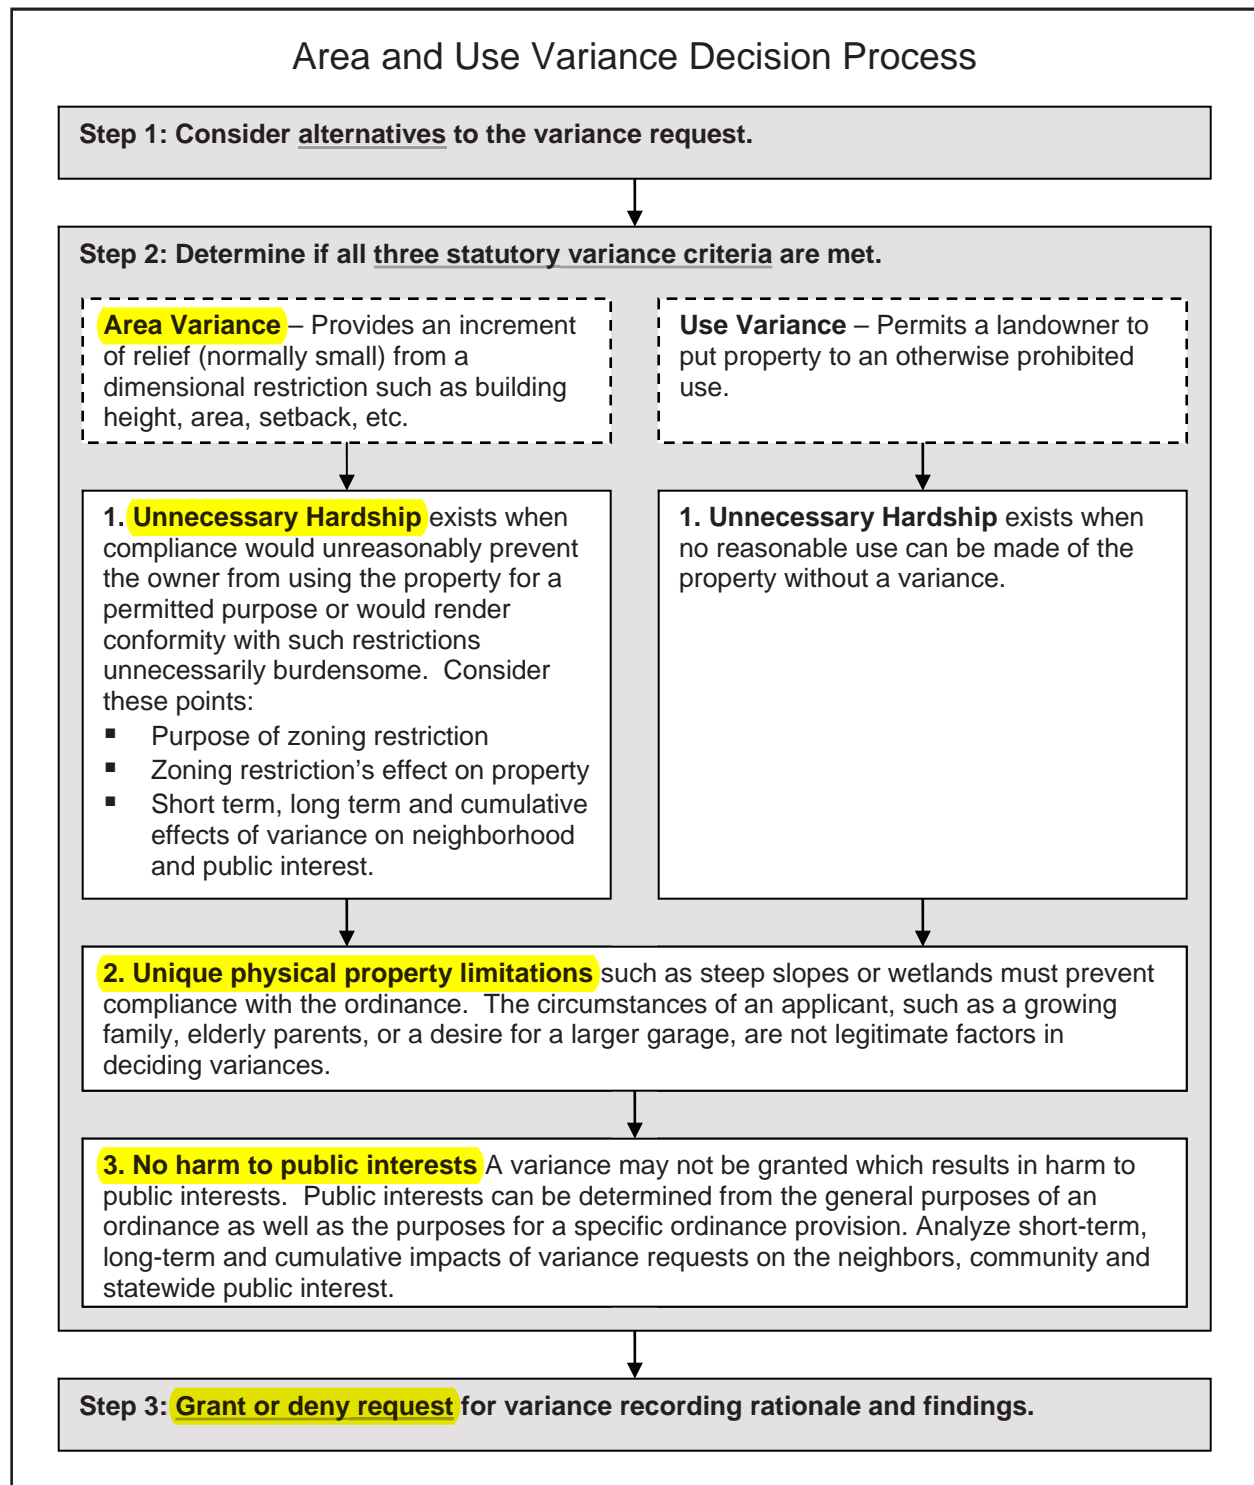 Area and Use Variance Decision Process
Step 1: Consider alternatives to the variance request.
Step 2: Determine if all three statutory variance criteria are met.
Area Variance – Provides an increment
of relief (normally small) from a
dimensional restriction such as building
height, area, setback, etc.
Use Variance – Permits a landowner to
put property to an otherwise prohibited
use.
1. Unnecessary Hardship exists when
compliance would unreasonably prevent
the owner from using the property for a
permitted purpose or would render
conformity with such restrictions
unnecessarily burdensome.  Consider
these points:
▪ Purpose of zoning restriction
▪ Zoning restriction's effect on property
▪ Short term, long term and cumulative
effects of variance on neighborhood
and public interest.
1. Unnecessary Hardship exists when
no reasonable use can be made of the
property without a variance.
2. Unique physical property limitations such as steep slopes or wetlands must prevent
compliance with the ordinance.  The circumstances of an applicant, such as a growing
family, elderly parents, or a desire for a larger garage, are not legitimate factors in
deciding variances.
3. No harm to public interests A variance may not be granted which results in harm to
public interests.  Public interests can be determined from the general purposes of an
ordinance as well as the purposes for a specific ordinance provision. Analyze short-term,
long-term and cumulative impacts of variance requests on the neighbors, community and
statewide public interest.
Step 3: Grant or deny request for variance recording rationale and findings.